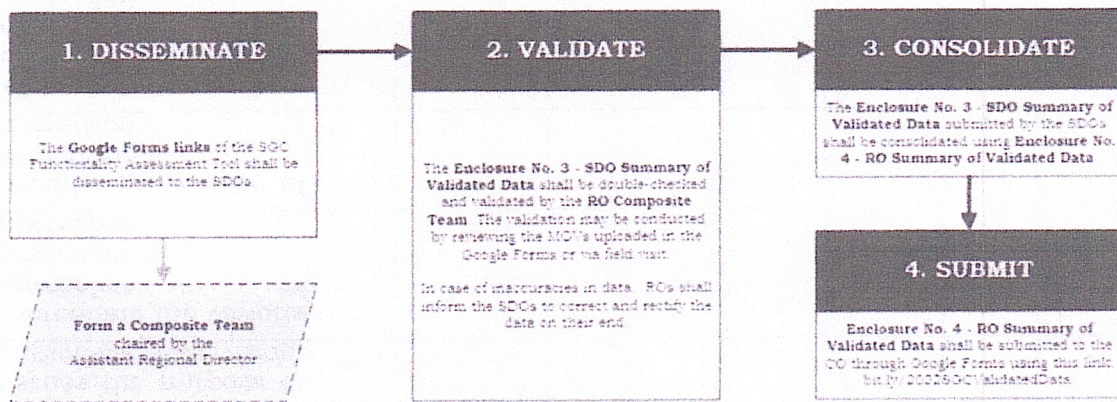 1. DISSEMINATE
The Google Forms links of the SGC
Functionality Assessment Tool shall be
disseminated to the SDOs.
Form a Composite Team
chaired by the
Assistant Regional Director
2. VALIDATE
The Enclosure No. 3 - SDO Summary of
Validated Data shall be double-checked
and validated by the RO Composite
Team. The validation may be conducted
by reviewing the MOVs uploaded in the
Google Forms or via field visit.
In case of inaccuracies in data, ROs shall
inform the SDOs to correct and rectify the
data on their end.
3. CONSOLIDATE
The Enclosure No. 3 - SDO Summary of
Validated Data submitted by the SDOs
shall be consolidated using Enclosure No.
4 - RO Summary of Validated Data
4. SUBMIT
Enclosure No. 4 - RO Summary of
Validated Data shall be submitted to the
CO through Google Forms using this link:
bit.ly/2022SGCValidatedData.